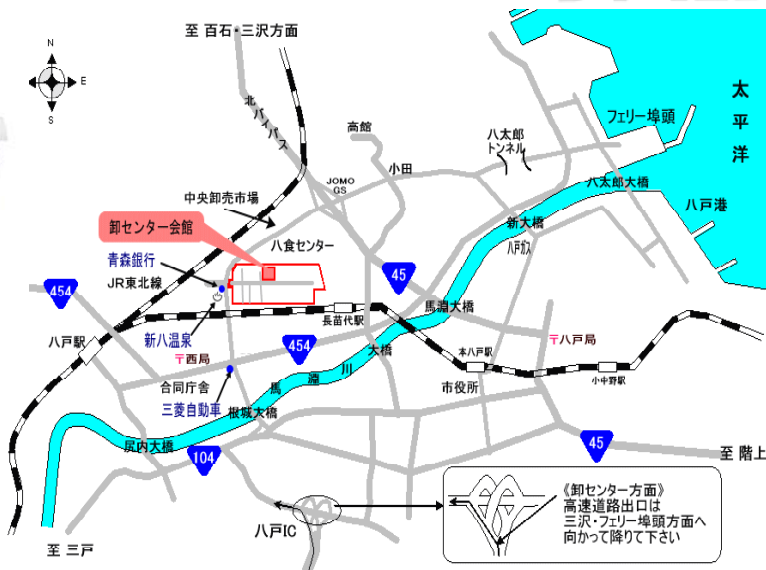 至 百石・三沢方面
N
E
S
北バイパス
高館
八太郎
トンネル
フェリー埠頭
太平洋
小田
JOMO
GS
八太郎大橋
八戸港
中央卸売市場
卸センター会館
新大橋
八戸ガス
八食センター
青森銀行
JR東北線
454
45
馬淵大橋
長苗代駅
新八温泉
八戸駅
〒西局
454
大橋
〒八戸局
本八戸駅
小中野駅
合同庁舎
馬淵川
市役所
三菱自動車
根城大橋
尻内大橋
104
45
至 階上
八戸IC
《卸センター方面》
高速道路出口は
三沢・フェリー埠頭方面へ
向かって降りて下さい
至 三戸